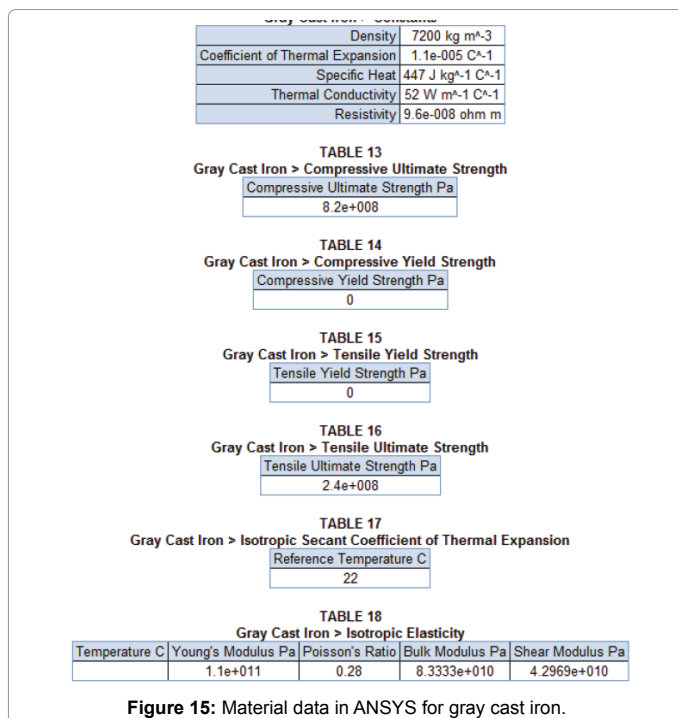 Gray Cast Iron > Constants
Density 7200 kg m^-3
Coefficient of Thermal Expansion 1.1e-005 C^-1
Specific Heat 447 J kg^-1 C^-1
Thermal Conductivity 52 W m^-1 C^-1
Resistivity 9.6e-008 ohm m
TABLE 13
Gray Cast Iron > Compressive Ultimate Strength
Compressive Ultimate Strength Pa
8.2e+008
TABLE 14
Gray Cast Iron > Compressive Yield Strength
Compressive Yield Strength Pa
0
TABLE 15
Gray Cast Iron > Tensile Yield Strength
Tensile Yield Strength Pa
0
TABLE 16
Gray Cast Iron > Tensile Ultimate Strength
Tensile Ultimate Strength Pa
2.4e+008
TABLE 17
Gray Cast Iron > Isotropic Secant Coefficient of Thermal Expansion
Reference Temperature C
22
TABLE 18
Gray Cast Iron > Isotropic Elasticity
Temperature C Young's Modulus Pa Poisson's Ratio Bulk Modulus Pa Shear Modulus Pa
1.1e+011 0.28 8.3333e+010 4.2969e+010
Figure 15: Material data in ANSYS for gray cast iron.